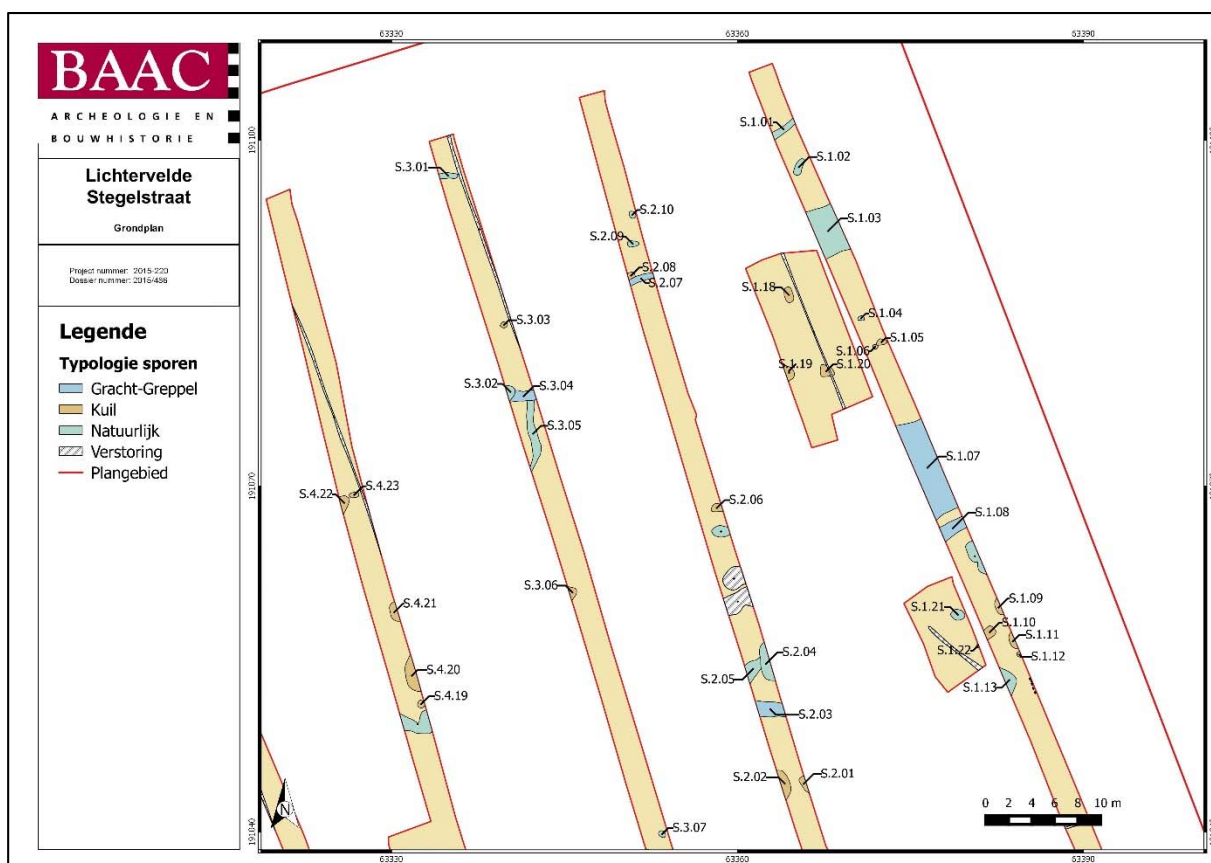 BAAC
ARCHEOLOGIE EN
BOUWHISTORIE
Lichtervelde
Stegelstraat
Grondplan
Project nummer: 2015-220
Dossier nummer: 2015/486
Legende
Typologie sporen
Gracht-Greppel
Kuil
Natuurlijk
Verstoring
Plangebied
N
63330
63360
63390
191100
191070
191040
S.1.01
S.1.02
S.3.01
S.2.10
S.1.03
S.2.09
S.2.08
S.2.07
S.1.18
S.3.03
S.1.04
S.1.05
S.1.06
S.1.19
S.1.20
S.3.02
S.3.04
S.3.05
S.1.07
S.4.23
S.4.22
S.2.06
S.1.08
S.3.06
S.4.21
S.1.21
S.1.09
S.1.10
S.1.11
S.1.22
S.1.12
S.2.04
S.2.05
S.4.20
S.1.13
S.4.19
S.2.03
S.2.02
S.2.01
S.3.07
0 2 4 6 8 10 m
63330
63360
63390